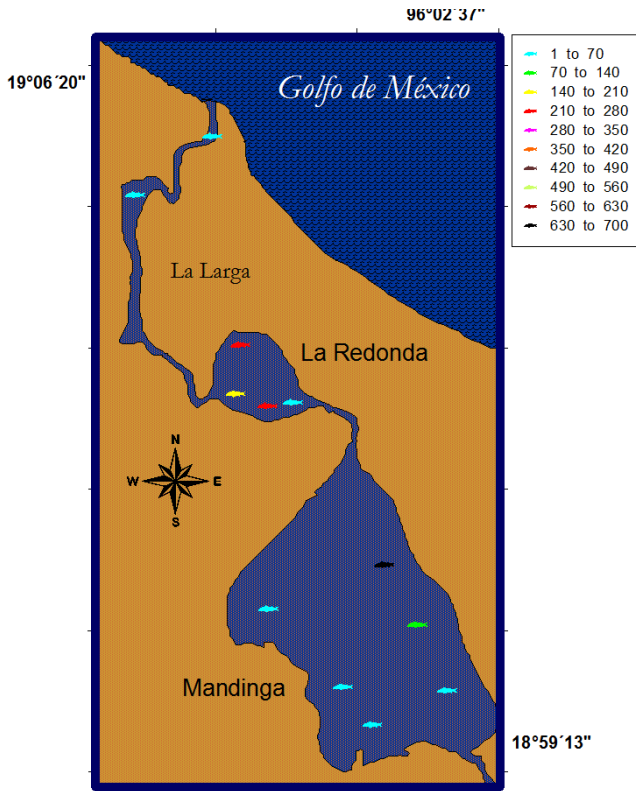 96°02´37"
19°06´20"
Golfo de México
1 to 70
70 to 140
140 to 210
210 to 280
280 to 350
350 to 420
420 to 490
490 to 560
560 to 630
630 to 700
La Larga
La Redonda
N
W E
S
Mandinga
18°59´13"